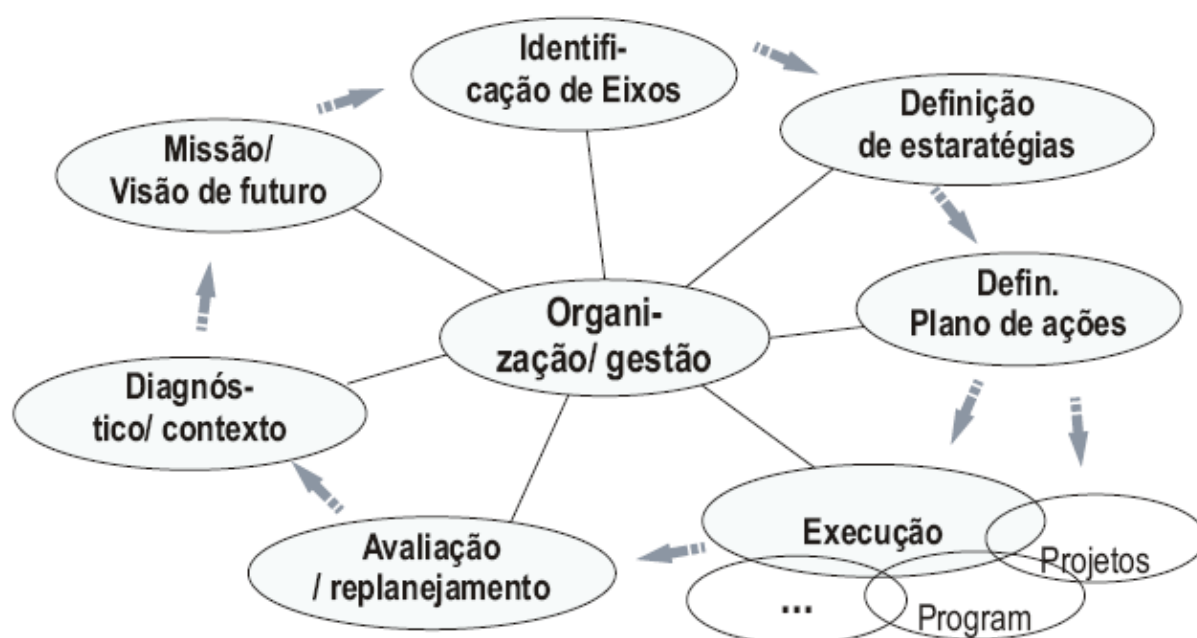 Identifi-
cação de Eixos
Definição
de estaratégias
Missão/
Visão de futuro
Defin.
Plano de ações
Organi-
zação/ gestão
Diagnós-
tico/ contexto
Execução
Avaliação
/ replanejamento
Projetos
...
Program